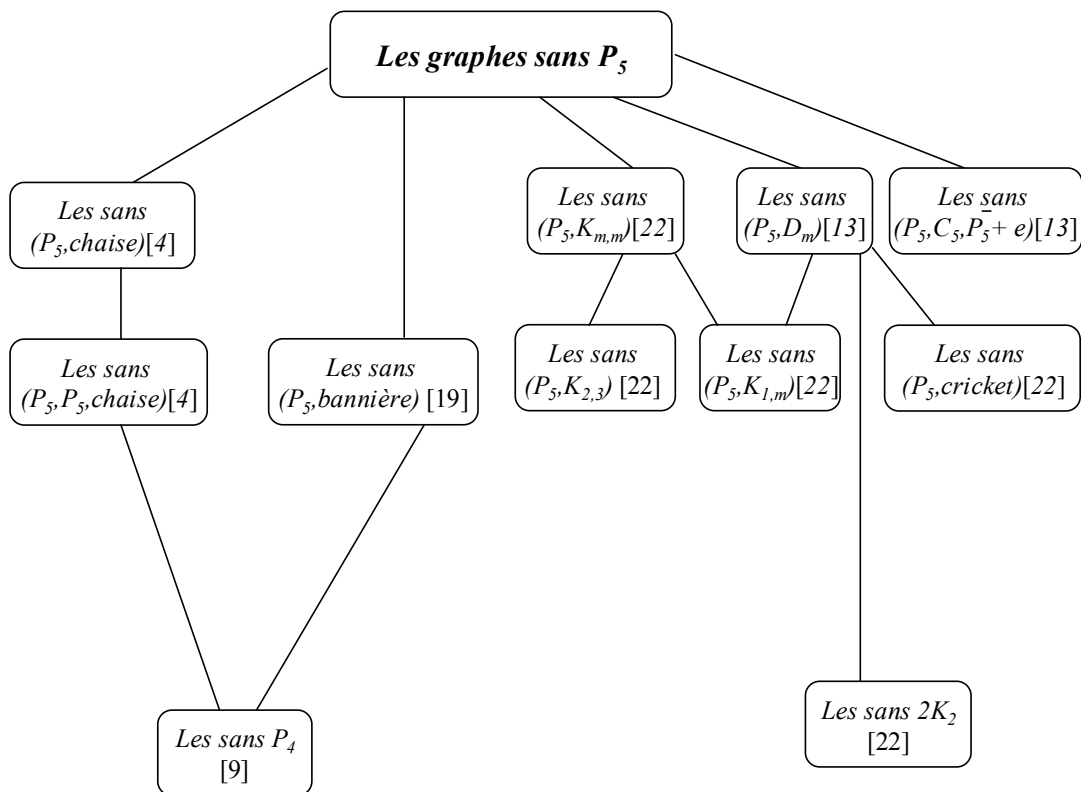 Les graphes sans P₅
Les sans
(P₅,chaise)[4]
Les sans
(P₅,Kₘ,ₘ)[22]
Les sans
(P₅,Dₘ)[13]
Les sans
(P₅,C₅,P̅₅+ e)[13]
Les sans
(P₅,P₅,chaise)[4]
Les sans
(P₅,bannière) [19]
Les sans
(P₅,K₂,₃) [22]
Les sans
(P₅,K₁,ₘ)[22]
Les sans
(P₅,cricket)[22]
Les sans P₄
[9]
Les sans 2K₂
[22]